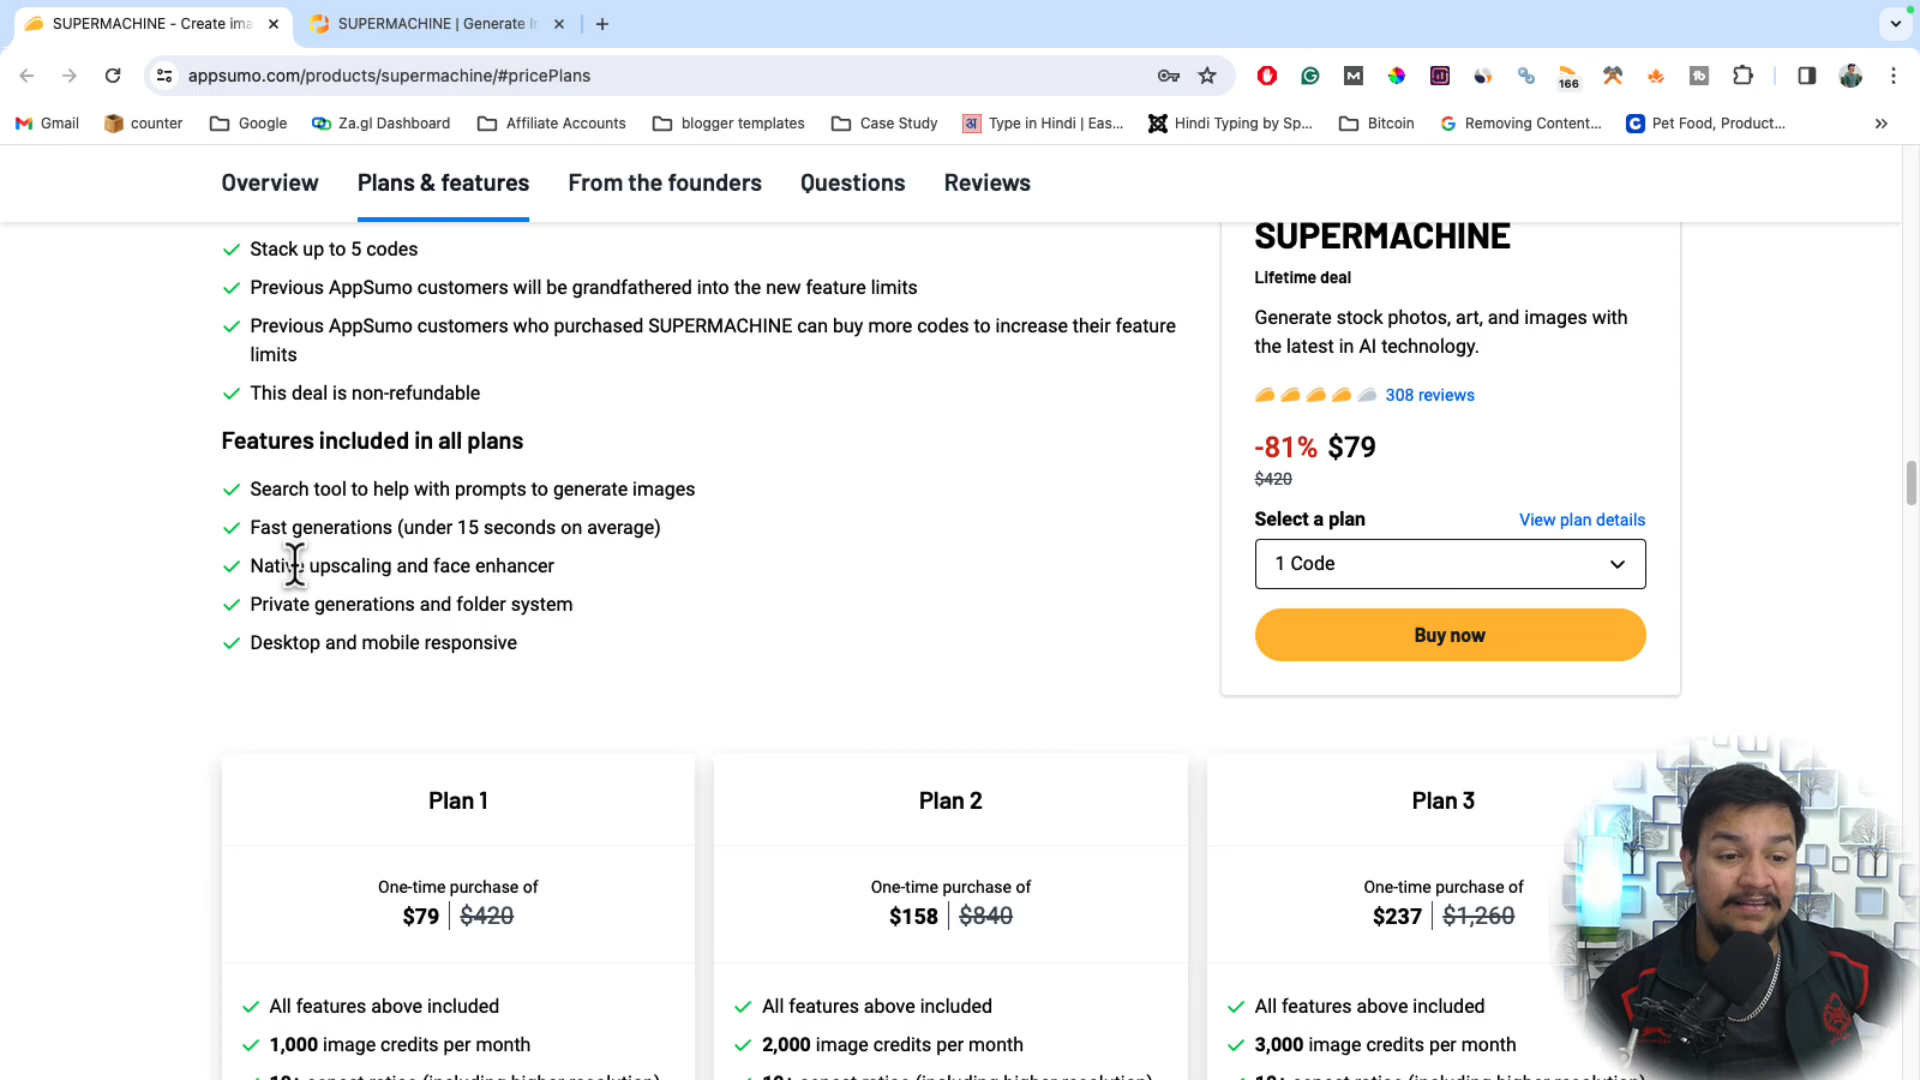 SUPERMACHINE - Create ima
SUPERMACHINE | Generate I
appsumo.com/products/supermachine/#pricePlans
166
Gmail
counter
Google
Za.gl Dashboard
Affiliate Accounts
blogger templates
Case Study
Type in Hindi | Eas...
Hindi Typing by Sp...
Bitcoin
Removing Content...
Pet Food, Product...
Overview
Plans & features
From the founders
Questions
Reviews
Stack up to 5 codes
Previous AppSumo customers will be grandfathered into the new feature limits
Previous AppSumo customers who purchased SUPERMACHINE can buy more codes to increase their feature
limits
This deal is non-refundable
Features included in all plans
Search tool to help with prompts to generate images
Fast generations (under 15 seconds on average)
Native upscaling and face enhancer
Private generations and folder system
Desktop and mobile responsive
SUPERMACHINE
Lifetime deal
Generate stock photos, art, and images with
the latest in AI technology.
308 reviews
-81% $79
$420
Select a plan
View plan details
1 Code
Buy now
Plan 1
One-time purchase of
$79 | $420
All features above included
1,000 image credits per month
Plan 2
One-time purchase of
$158 | $840
All features above included
2,000 image credits per month
Plan 3
One-time purchase of
$237 | $1,260
All features above included
3,000 image credits per month